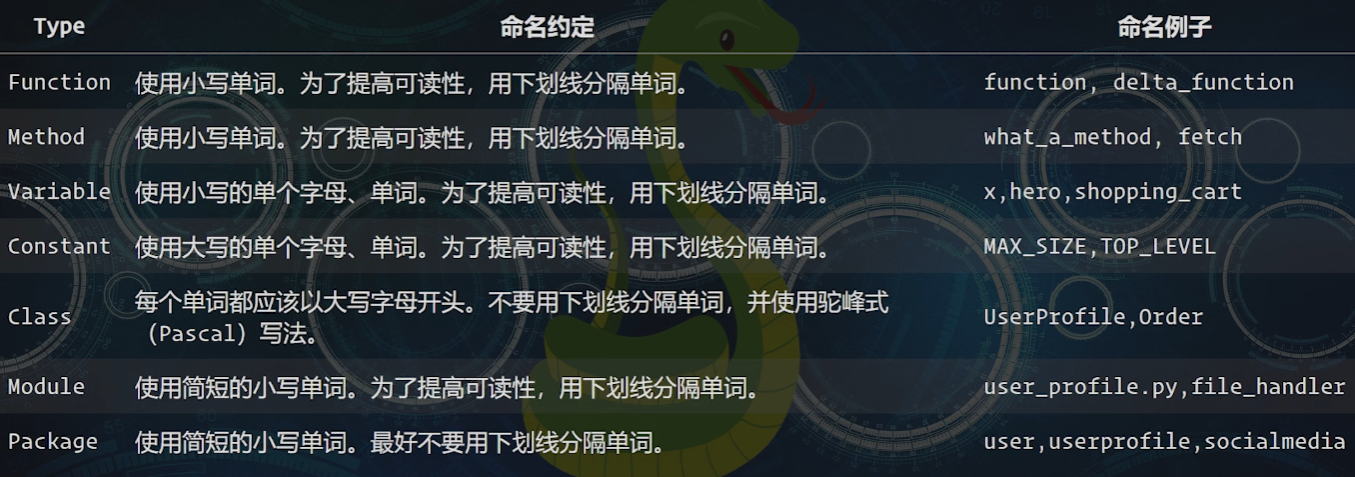 Type 命名约定 命名例子
Function 使用小写单词。为了提高可读性，用下划线分隔单词。 function, delta_function
Method 使用小写单词。为了提高可读性，用下划线分隔单词。 what_a_method, fetch
Variable 使用小写的单个字母、单词。为了提高可读性，用下划线分隔单词。 x,hero,shopping_cart
Constant 使用大写的单个字母、单词。为了提高可读性，用下划线分隔单词。 MAX_SIZE,TOP_LEVEL
Class 每个单词都应该以大写字母开头。不要用下划线分隔单词，并使用驼峰式
（Pascal）写法。 UserProfile,Order
Module 使用简短的小写单词。为了提高可读性，用下划线分隔单词。 user_profile.py,file_handler
Package 使用简短的小写单词。最好不要用下划线分隔单词。 user,userprofile,socialmedia